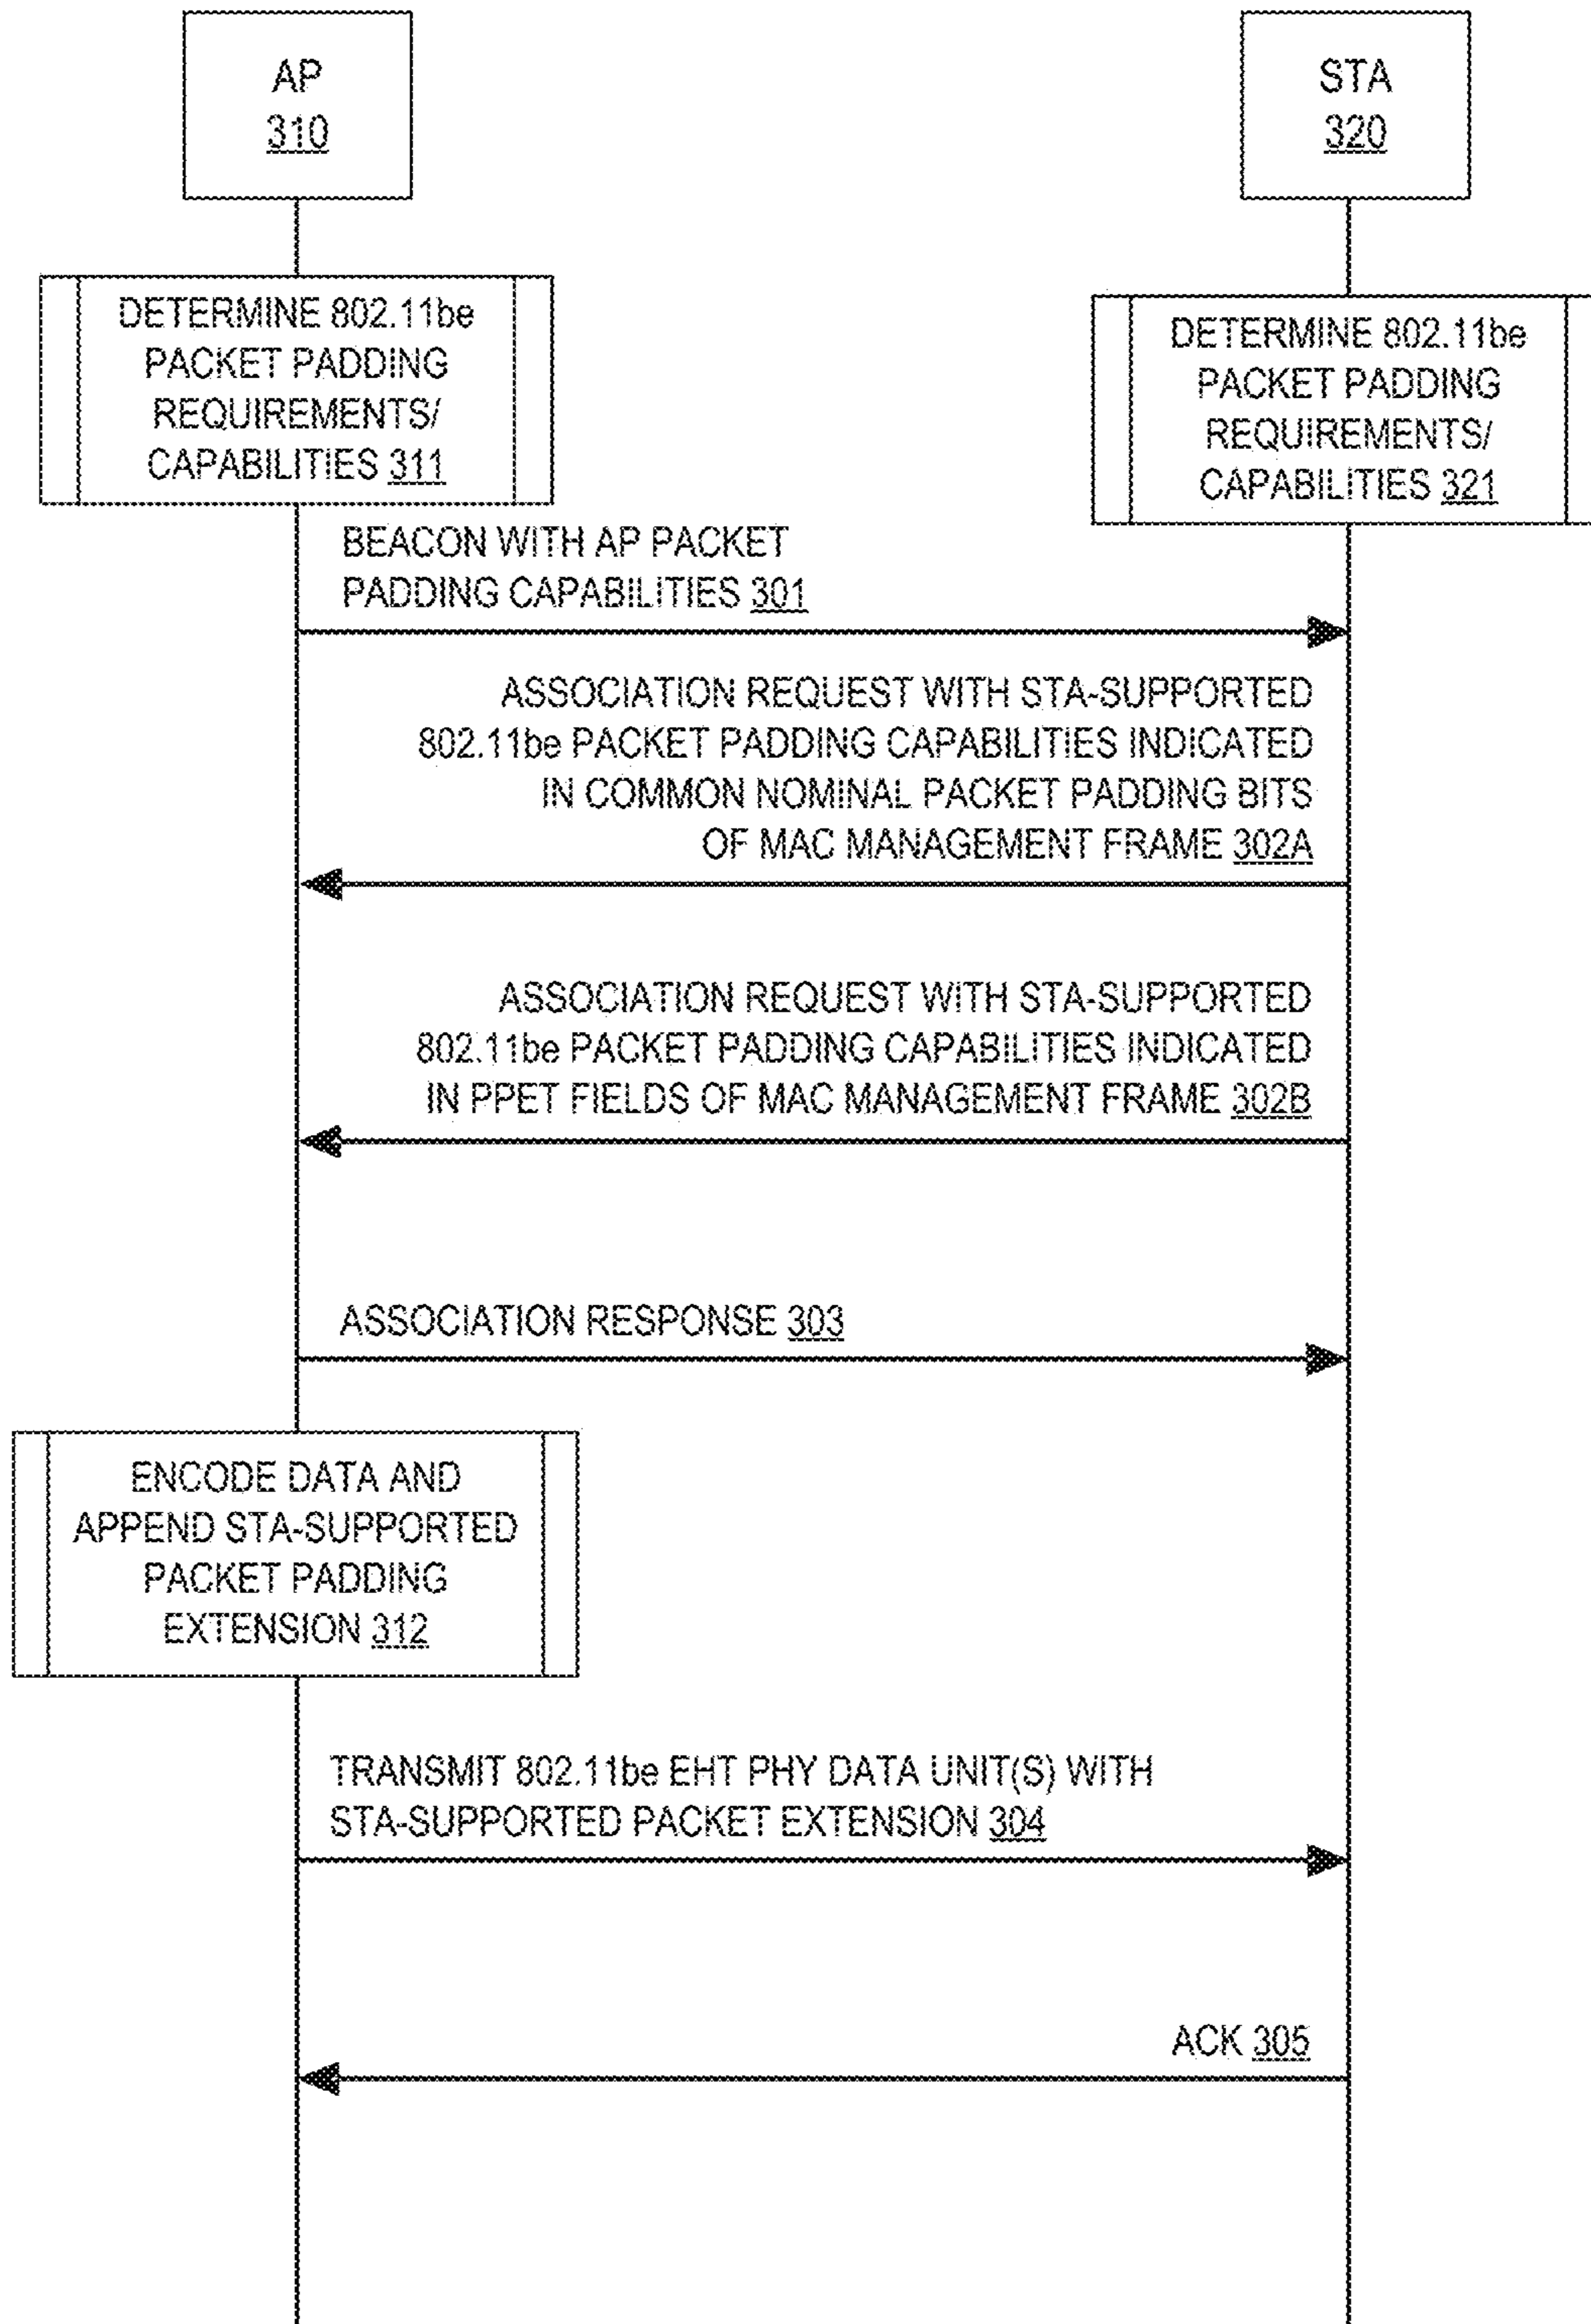 AP
310
STA
320
DETERMINE 802.11be
PACKET PADDING
REQUIREMENTS/
CAPABILITIES 311
DETERMINE 802.11be
PACKET PADDING
REQUIREMENTS/
CAPABILITIES 321
BEACON WITH AP PACKET
PADDING CAPABILITIES 301
ASSOCIATION REQUEST WITH STA-SUPPORTED
802.11be PACKET PADDING CAPABILITIES INDICATED
IN COMMON NOMINAL PACKET PADDING BITS
OF MAC MANAGEMENT FRAME 302A
ASSOCIATION REQUEST WITH STA-SUPPORTED
802.11be PACKET PADDING CAPABILITIES INDICATED
IN PPET FIELDS OF MAC MANAGEMENT FRAME 302B
ASSOCIATION RESPONSE 303
ENCODE DATA AND
APPEND STA-SUPPORTED
PACKET PADDING
EXTENSION 312
TRANSMIT 802.11be EHT PHY DATA UNIT(S) WITH
STA-SUPPORTED PACKET EXTENSION 304
ACK 305